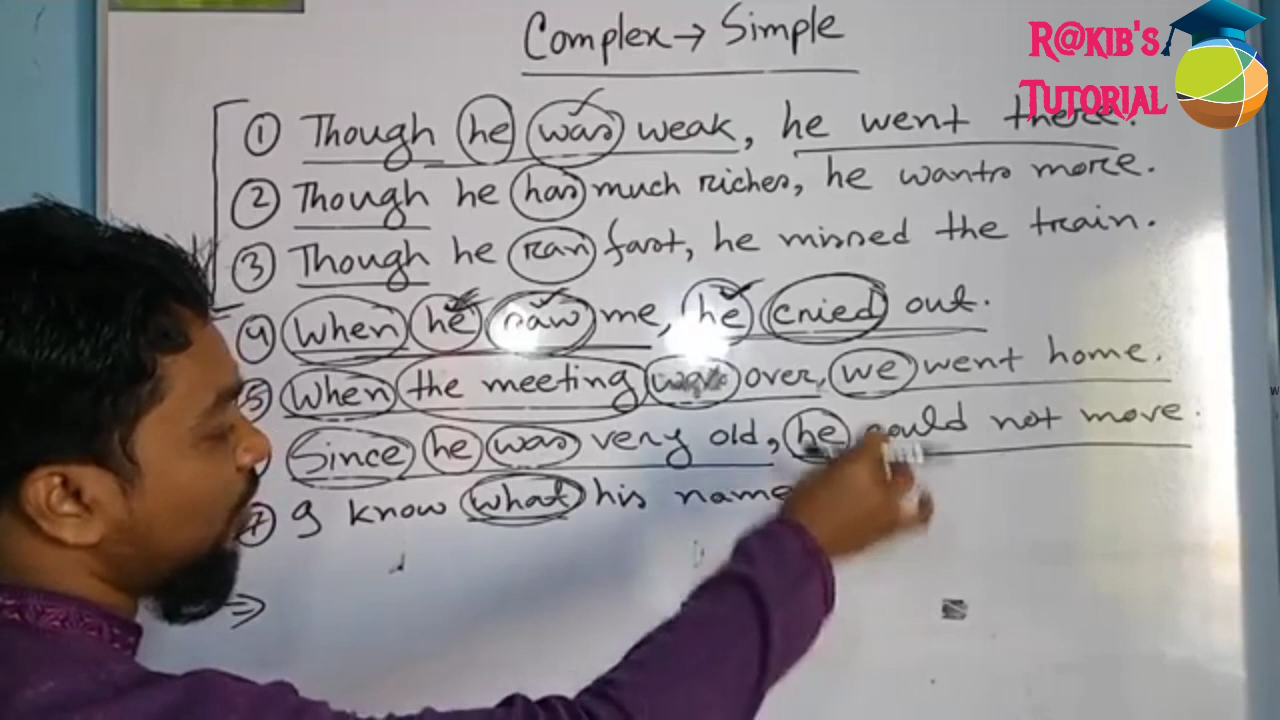 Complex → Simple
R@kib's
Tutorial
① Though he was weak, he went there.
② Though he has much riches, he wants more.
③ Though he ran fast, he missed the train.
④ When he saw me, he cried out.
⑤ When the meeting was over, we went home.
Since he was very old, he could not move.
⑦ I know what his name